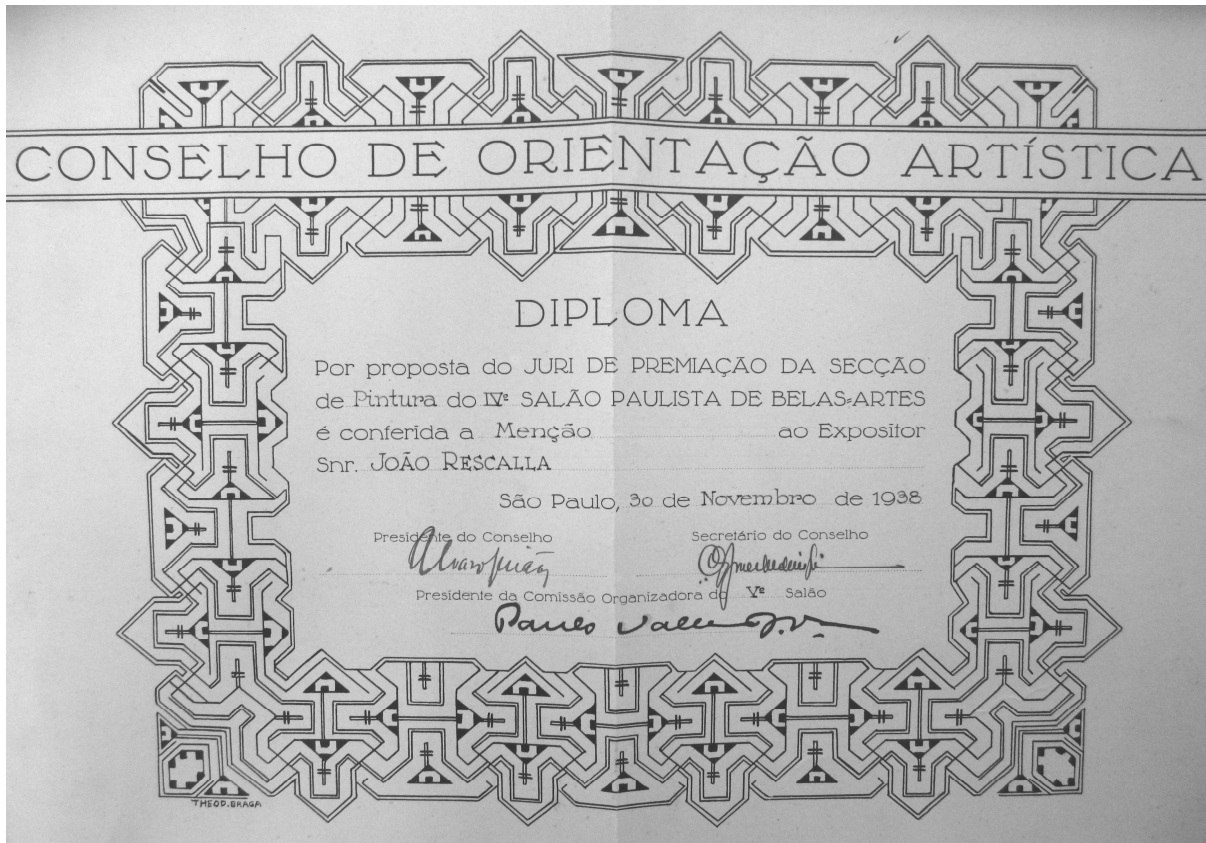 CONSELHO DE ORIENTAÇÃO ARTÍSTICA
DIPLOMA
Por proposta do JURI DE PREMIAÇÃO DA SECÇÃO
de Pintura do IVº SALÃO PAULISTA DE BELAS-ARTES
é conferida a Menção ao Expositor
Snr. JOÃO RESCALLA
São Paulo, 30 de Novembro de 1938
Presidente do Conselho Secretário do Conselho
Presidente da Comissão Organizadora do Vº Salão
Paulo
THEOD. BRAGA